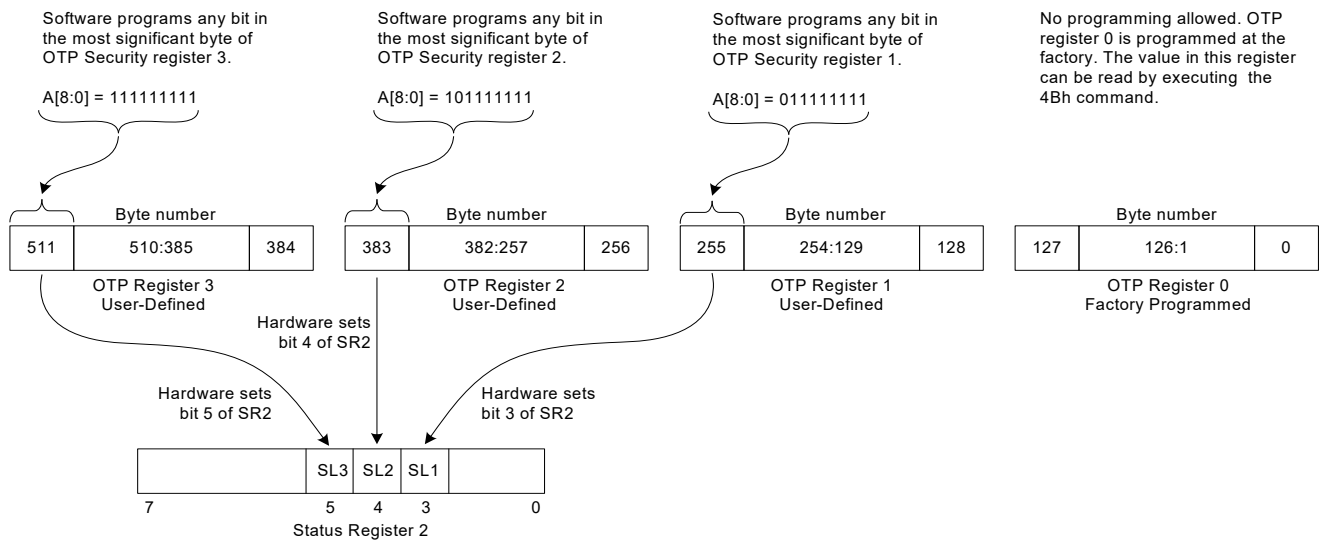 Software programs any bit in
the most significant byte of
OTP Security register 3.
A[8:0] = 111111111
Software programs any bit in
the most significant byte of
OTP Security register 2.
A[8:0] = 101111111
Software programs any bit in
the most significant byte of
OTP Security register 1.
A[8:0] = 011111111
No programming allowed. OTP
register 0 is programmed at the
factory. The value in this register
can be read by executing the
4Bh command.
Byte number
511 510:385 384
OTP Register 3
User-Defined
Byte number
383 382:257 256
OTP Register 2
User-Defined
Byte number
255 254:129 128
OTP Register 1
User-Defined
Byte number
127 126:1 0
OTP Register 0
Factory Programmed
Hardware sets
bit 4 of SR2
Hardware sets
bit 5 of SR2
Hardware sets
bit 3 of SR2
SL3 SL2 SL1
7 5 4 3 0
Status Register 2